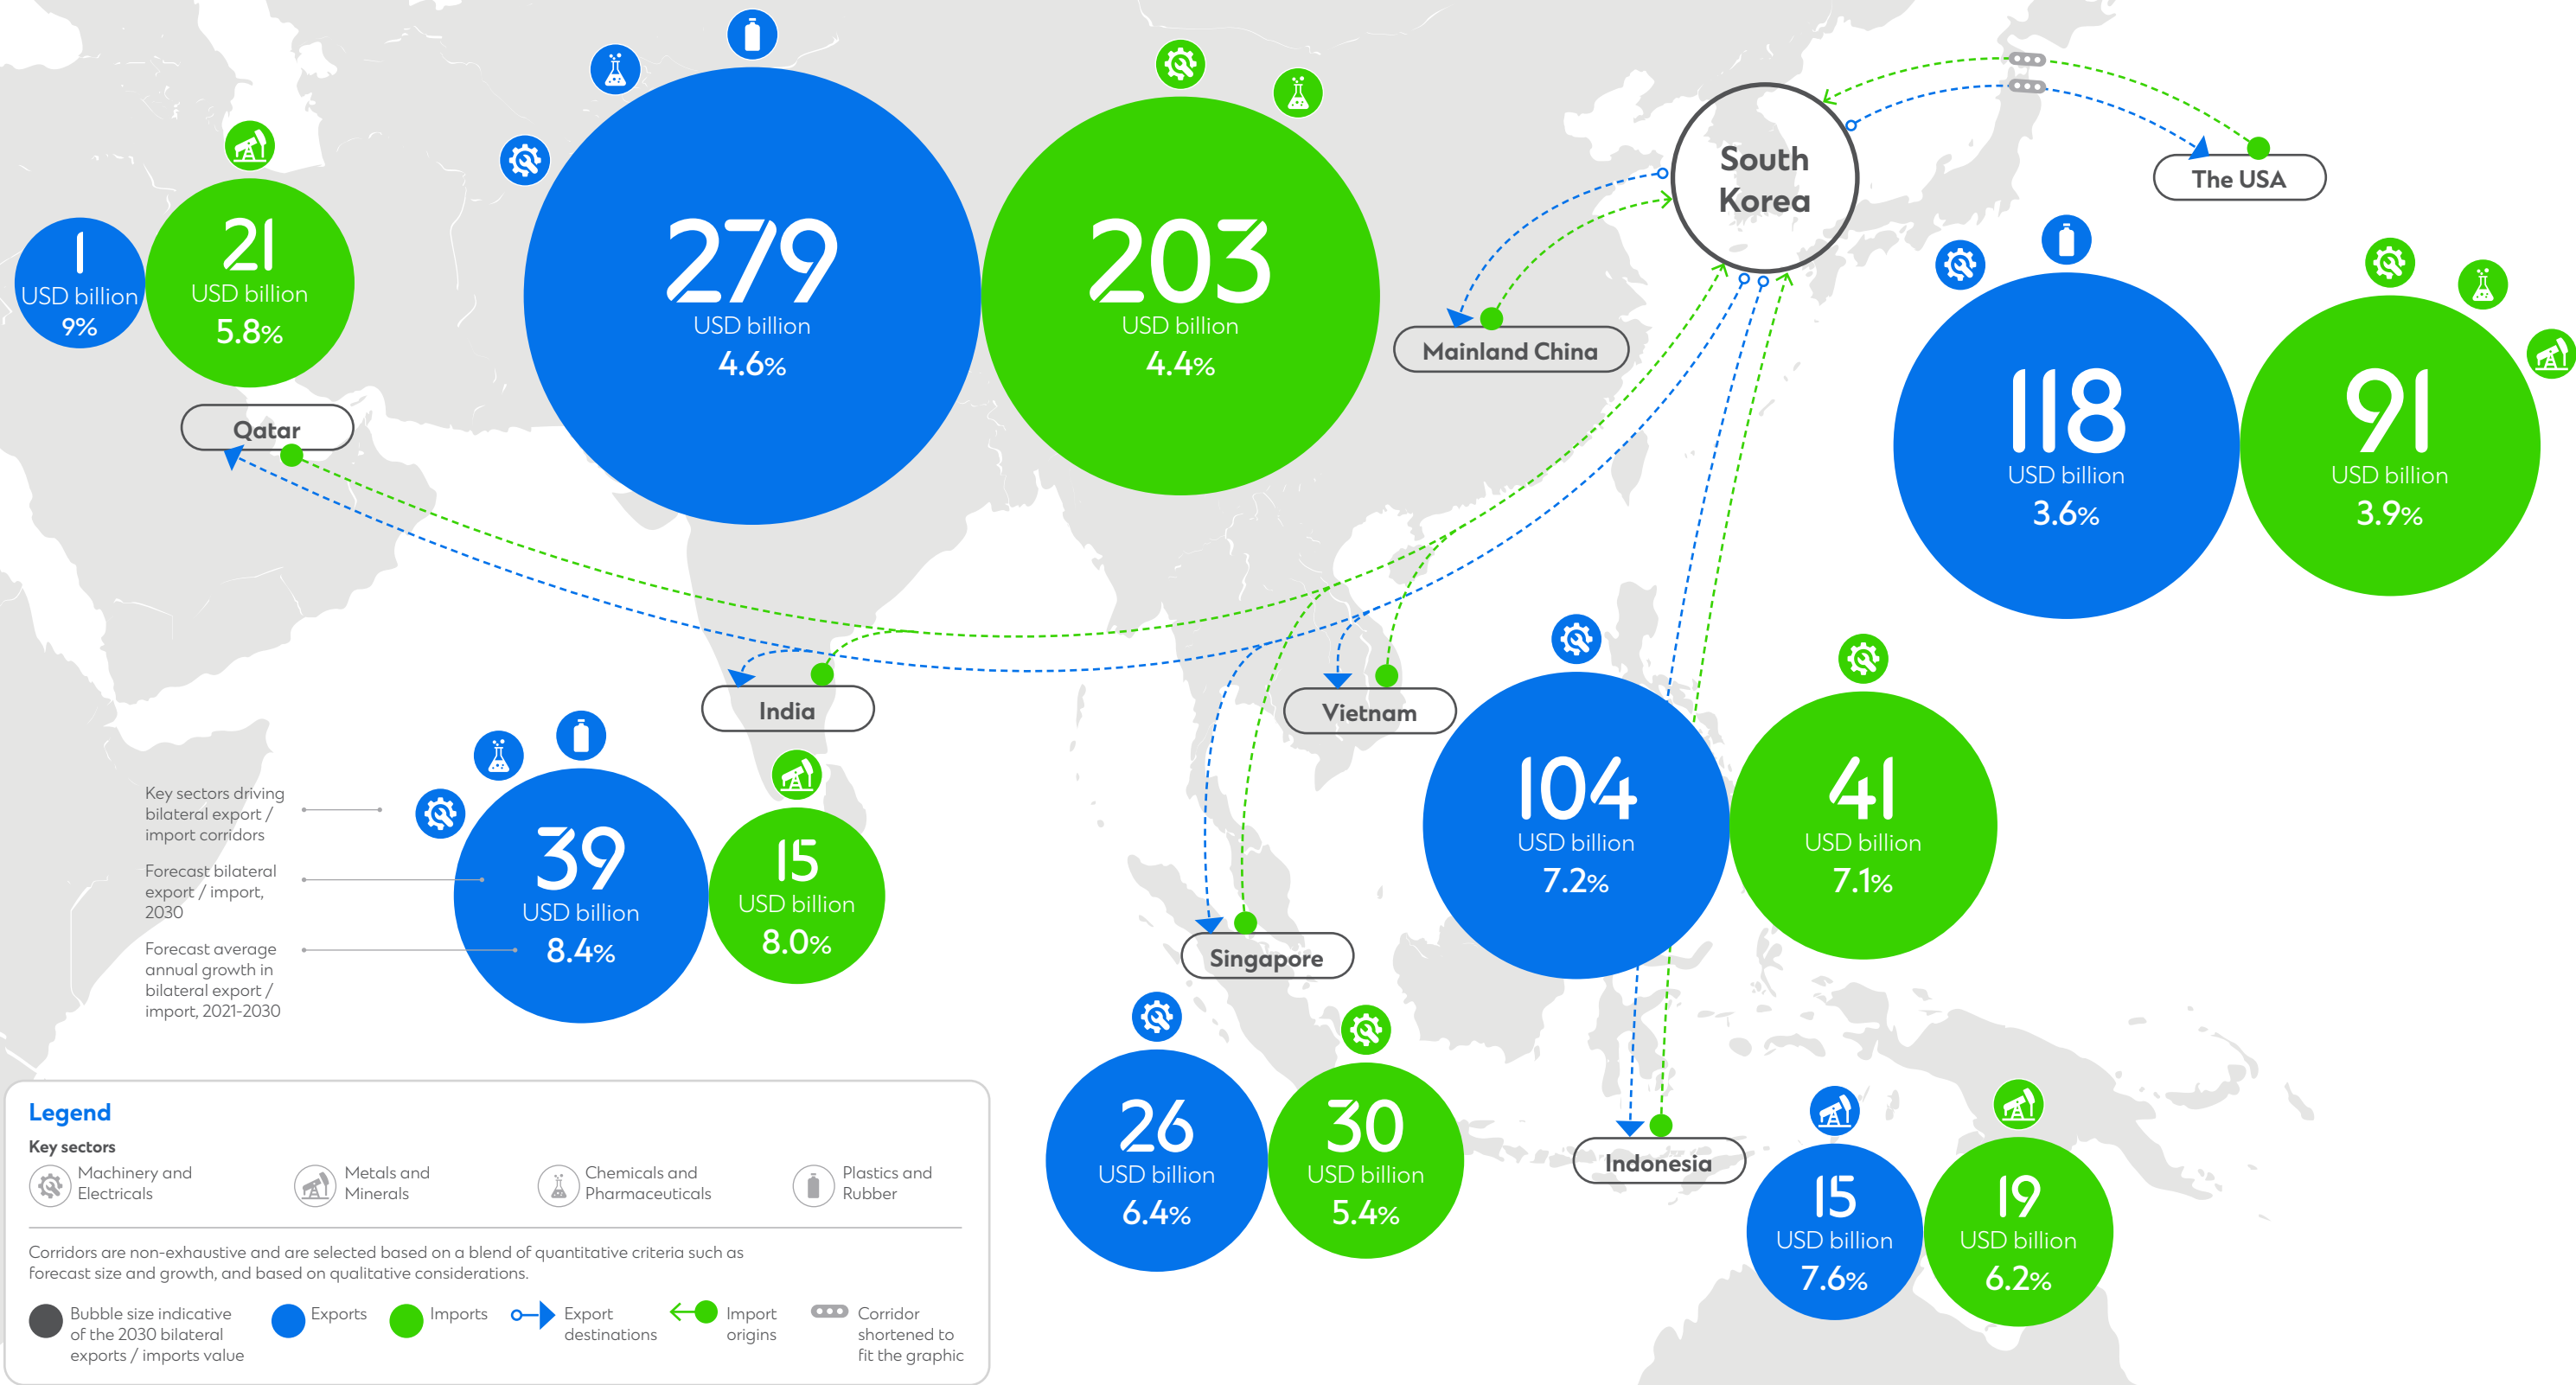 South
Korea
The USA
279
USD billion
4.6%
203
USD billion
4.4%
Mainland China
1
USD billion
9%
21
USD billion
5.8%
Qatar
118
USD billion
3.6%
91
USD billion
3.9%
India
Vietnam
104
USD billion
7.2%
41
USD billion
7.1%
Key sectors driving
bilateral export /
import corridors
Forecast bilateral
export / import,
2030
Forecast average
annual growth in
bilateral export /
import, 2021-2030
39
USD billion
8.4%
15
USD billion
8.0%
Singapore
26
USD billion
6.4%
30
USD billion
5.4%
Indonesia
15
USD billion
7.6%
19
USD billion
6.2%
Legend
Key sectors
Machinery and
Electricals
Metals and
Minerals
Chemicals and
Pharmaceuticals
Plastics and
Rubber
Corridors are non-exhaustive and are selected based on a blend of quantitative criteria such as
forecast size and growth, and based on qualitative considerations.
Bubble size indicative
of the 2030 bilateral
exports / imports value
Exports
Imports
Export
destinations
Import
origins
Corridor
shortened to
fit the graphic